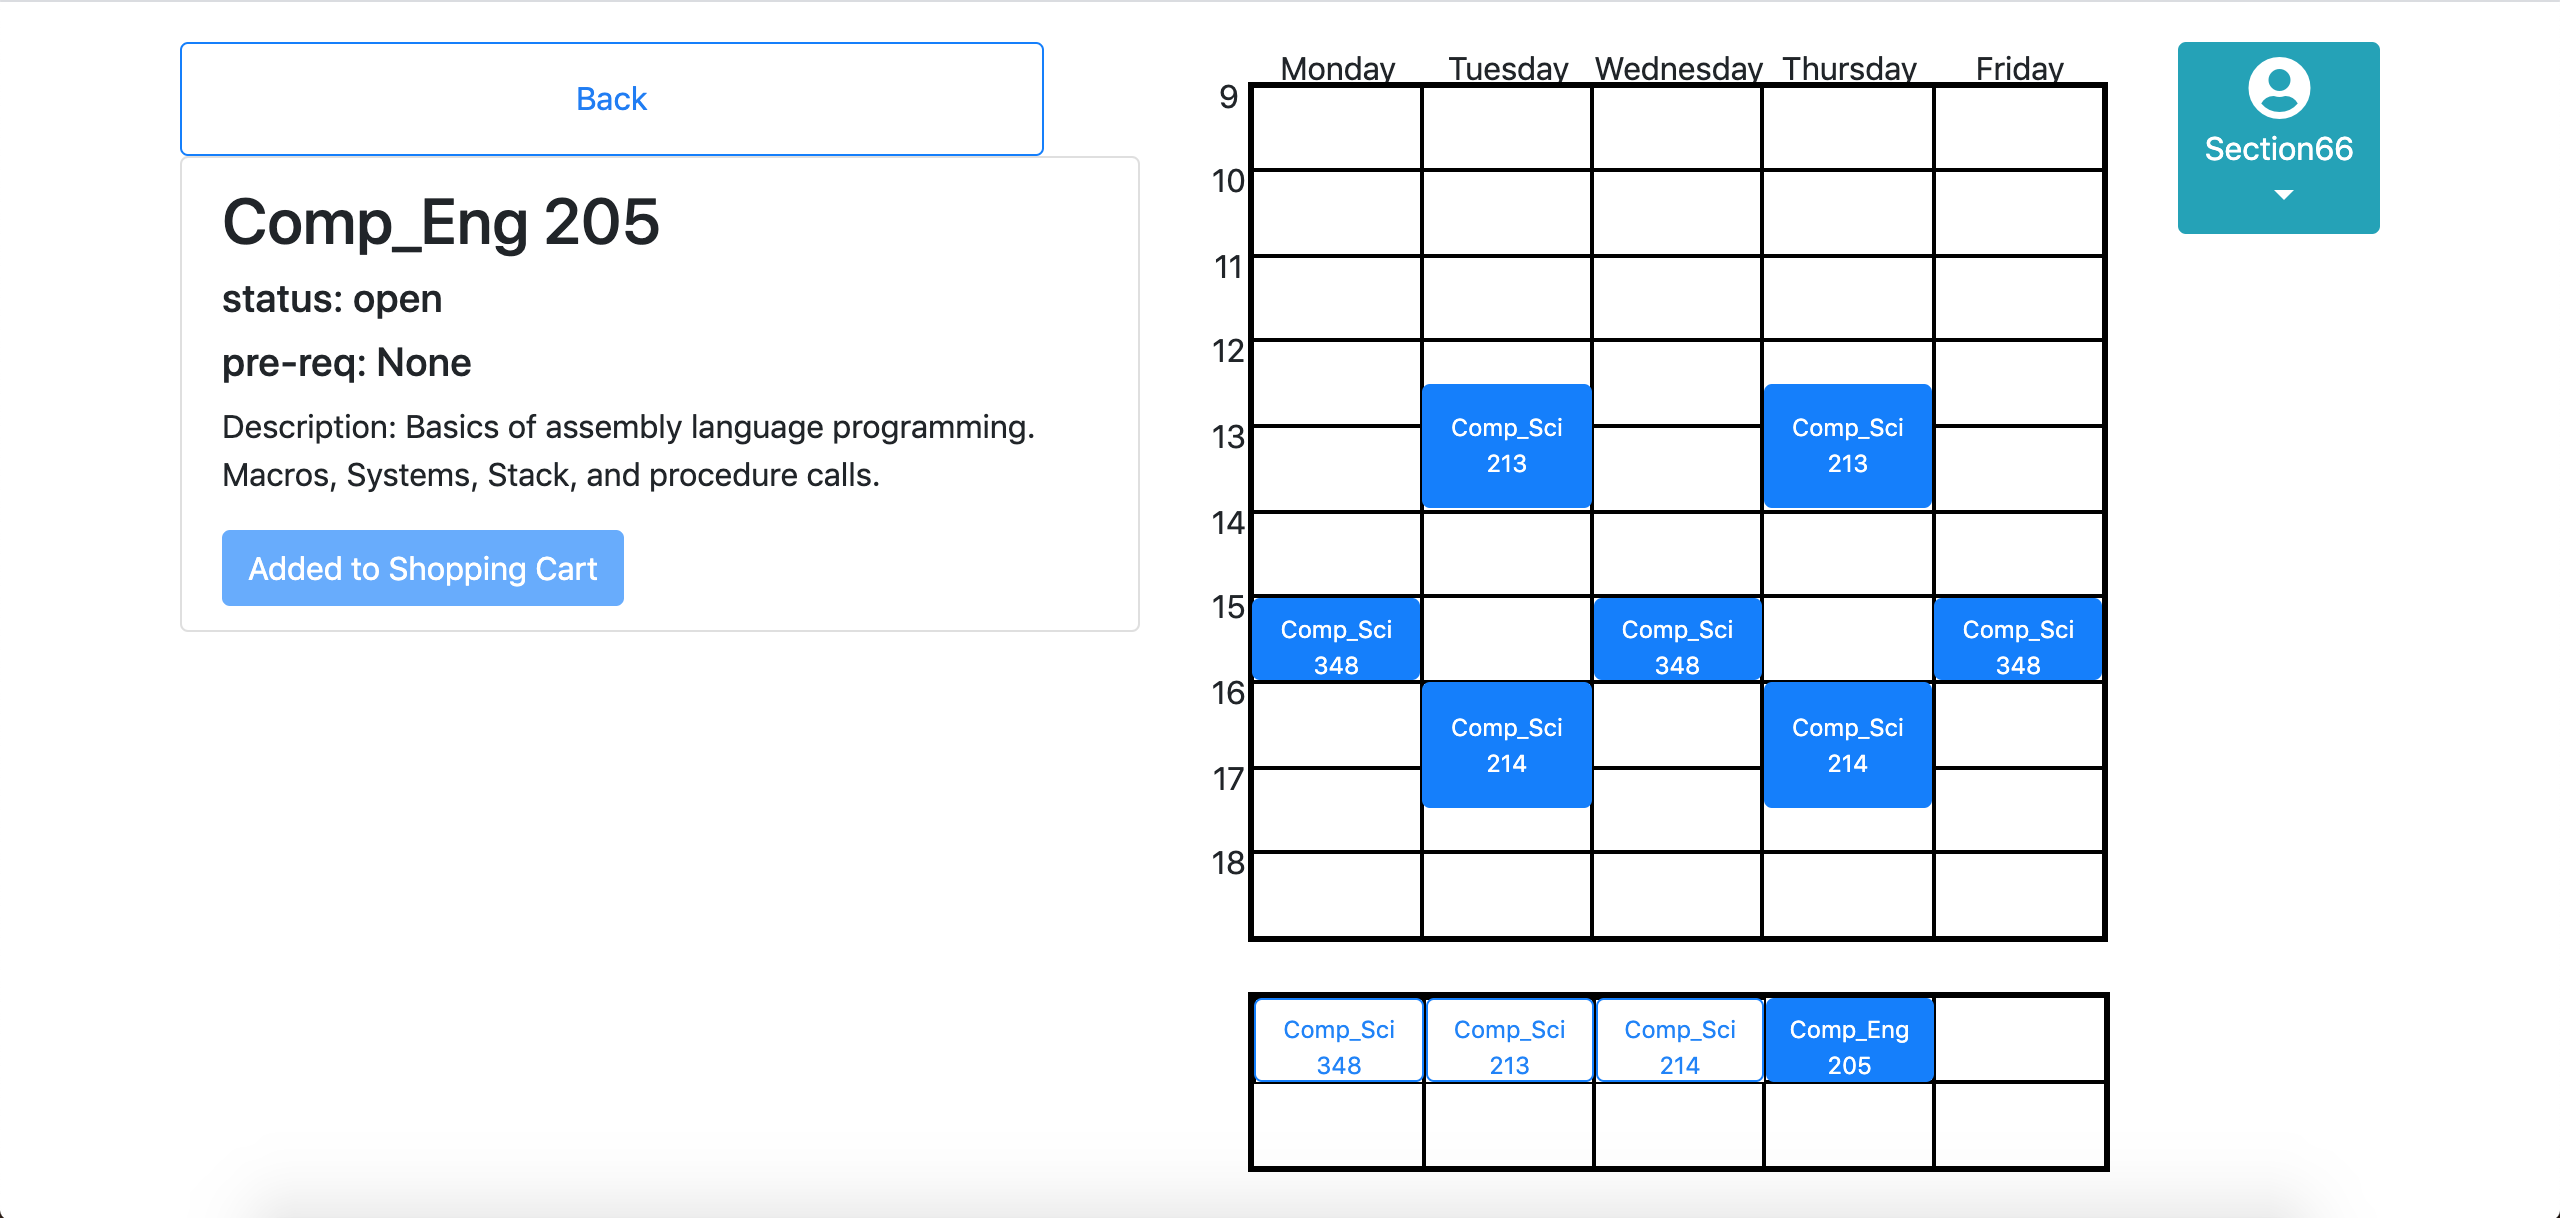 Back
Comp_Eng 205
status: open
pre-req: None
Description: Basics of assembly language programming.
Macros, Systems, Stack, and procedure calls.
Added to Shopping Cart
Monday Tuesday Wednesday Thursday Friday
9
10
11
12
Comp_Sci Comp_Sci
13
213 213
14
15
Comp_Sci Comp_Sci Comp_Sci
348 348 348
16
Comp_Sci Comp_Sci
214 214
17
18
Comp_Sci Comp_Sci Comp_Sci Comp_Eng
348 213 214 205
Section66